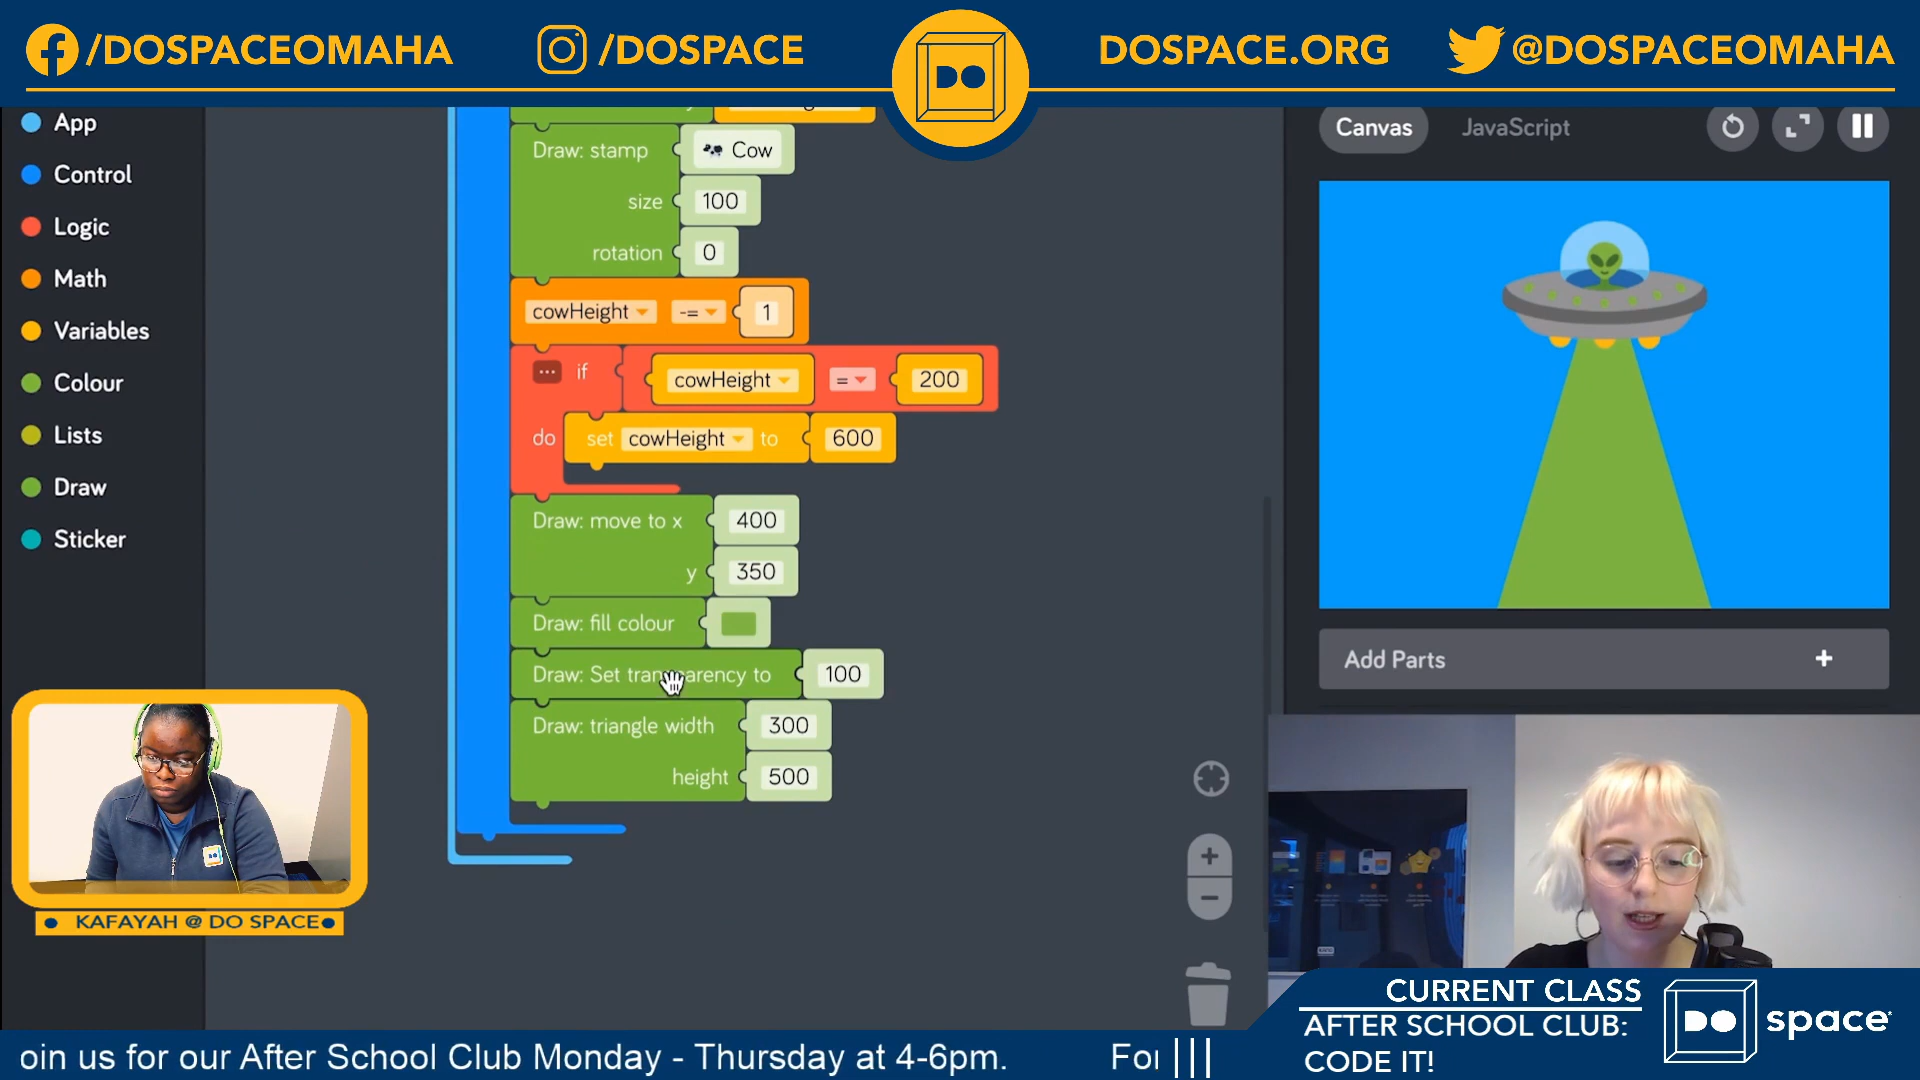 /DOSPACEOMAHA
/DOSPACE
DO
DOSPACE.ORG
@DOSPACEOMAHA
App
Control
Logic
Math
Variables
Colour
Lists
Draw
Sticker
Draw: stamp Cow
size 100
rotation 0
cowHeight -= 1
... if cowHeight = 200
do set cowHeight to 600
Draw: move to x 400
y 350
Draw: fill colour
Draw: Set transparency to 100
Draw: triangle width 300
height 500
Canvas JavaScript
Add Parts +
KAFAYAH @ DO SPACE
CURRENT CLASS
AFTER SCHOOL CLUB:
CODE IT!
DO space
oin us for our After School Club Monday - Thursday at 4-6pm. For